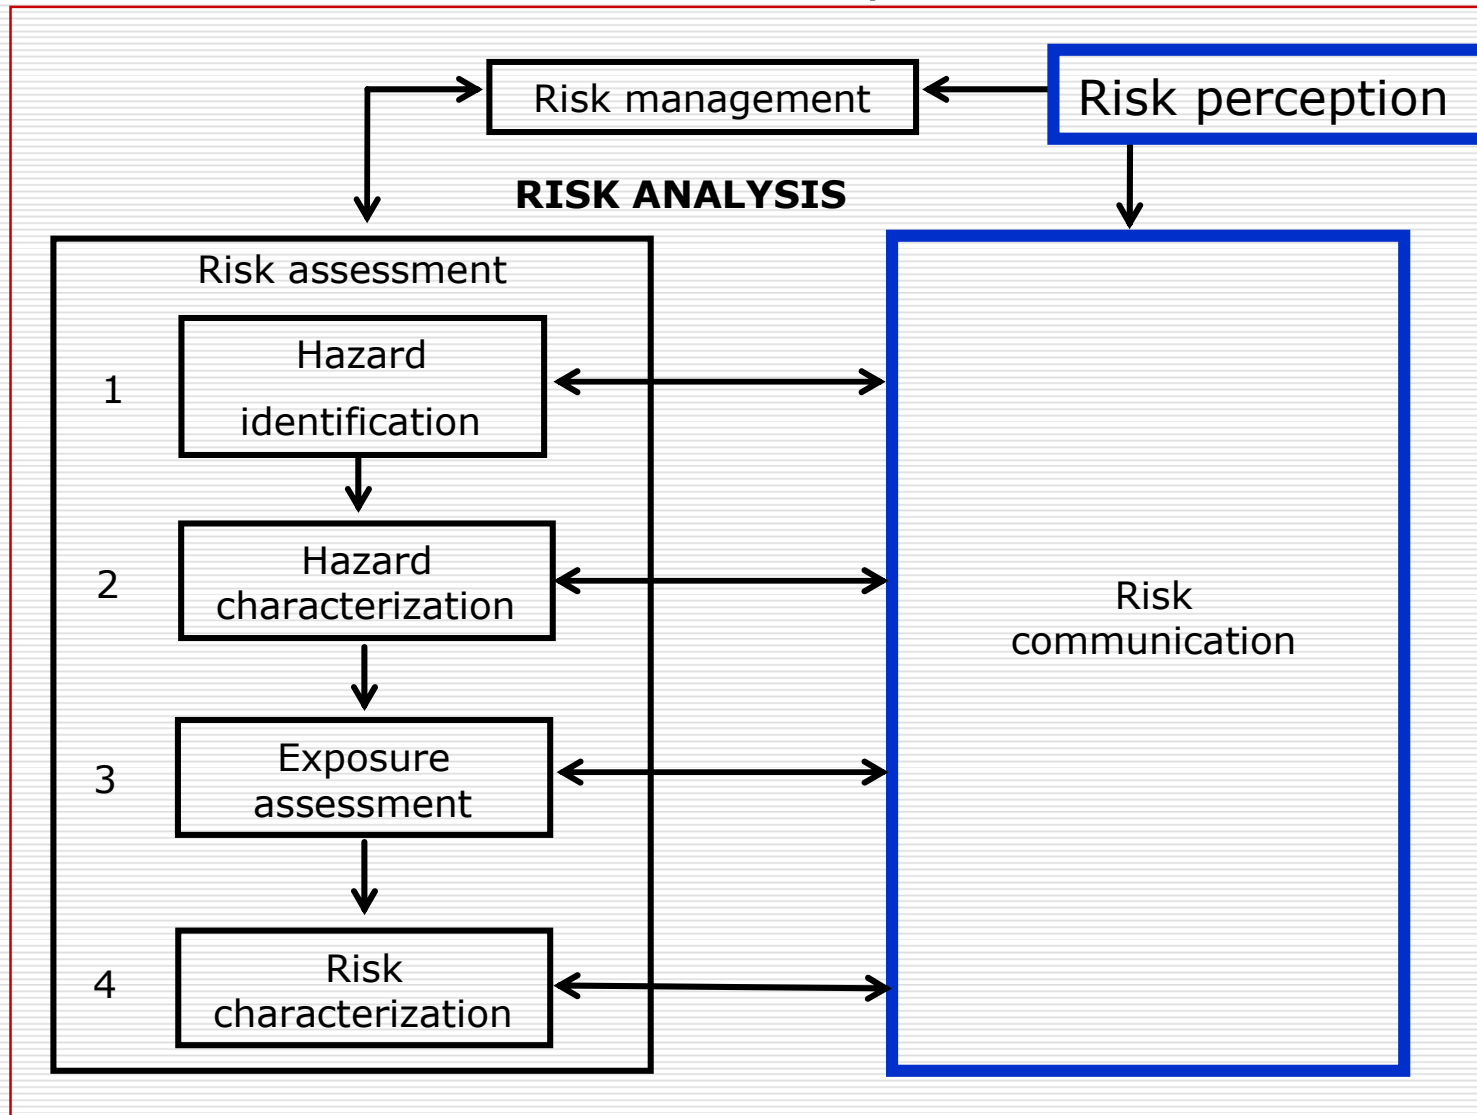 Risk management
Risk perception
RISK ANALYSIS
Risk assessment
1
Hazard
identification
2
Hazard
characterization
3
Exposure
assessment
4
Risk
characterization
Risk
communication